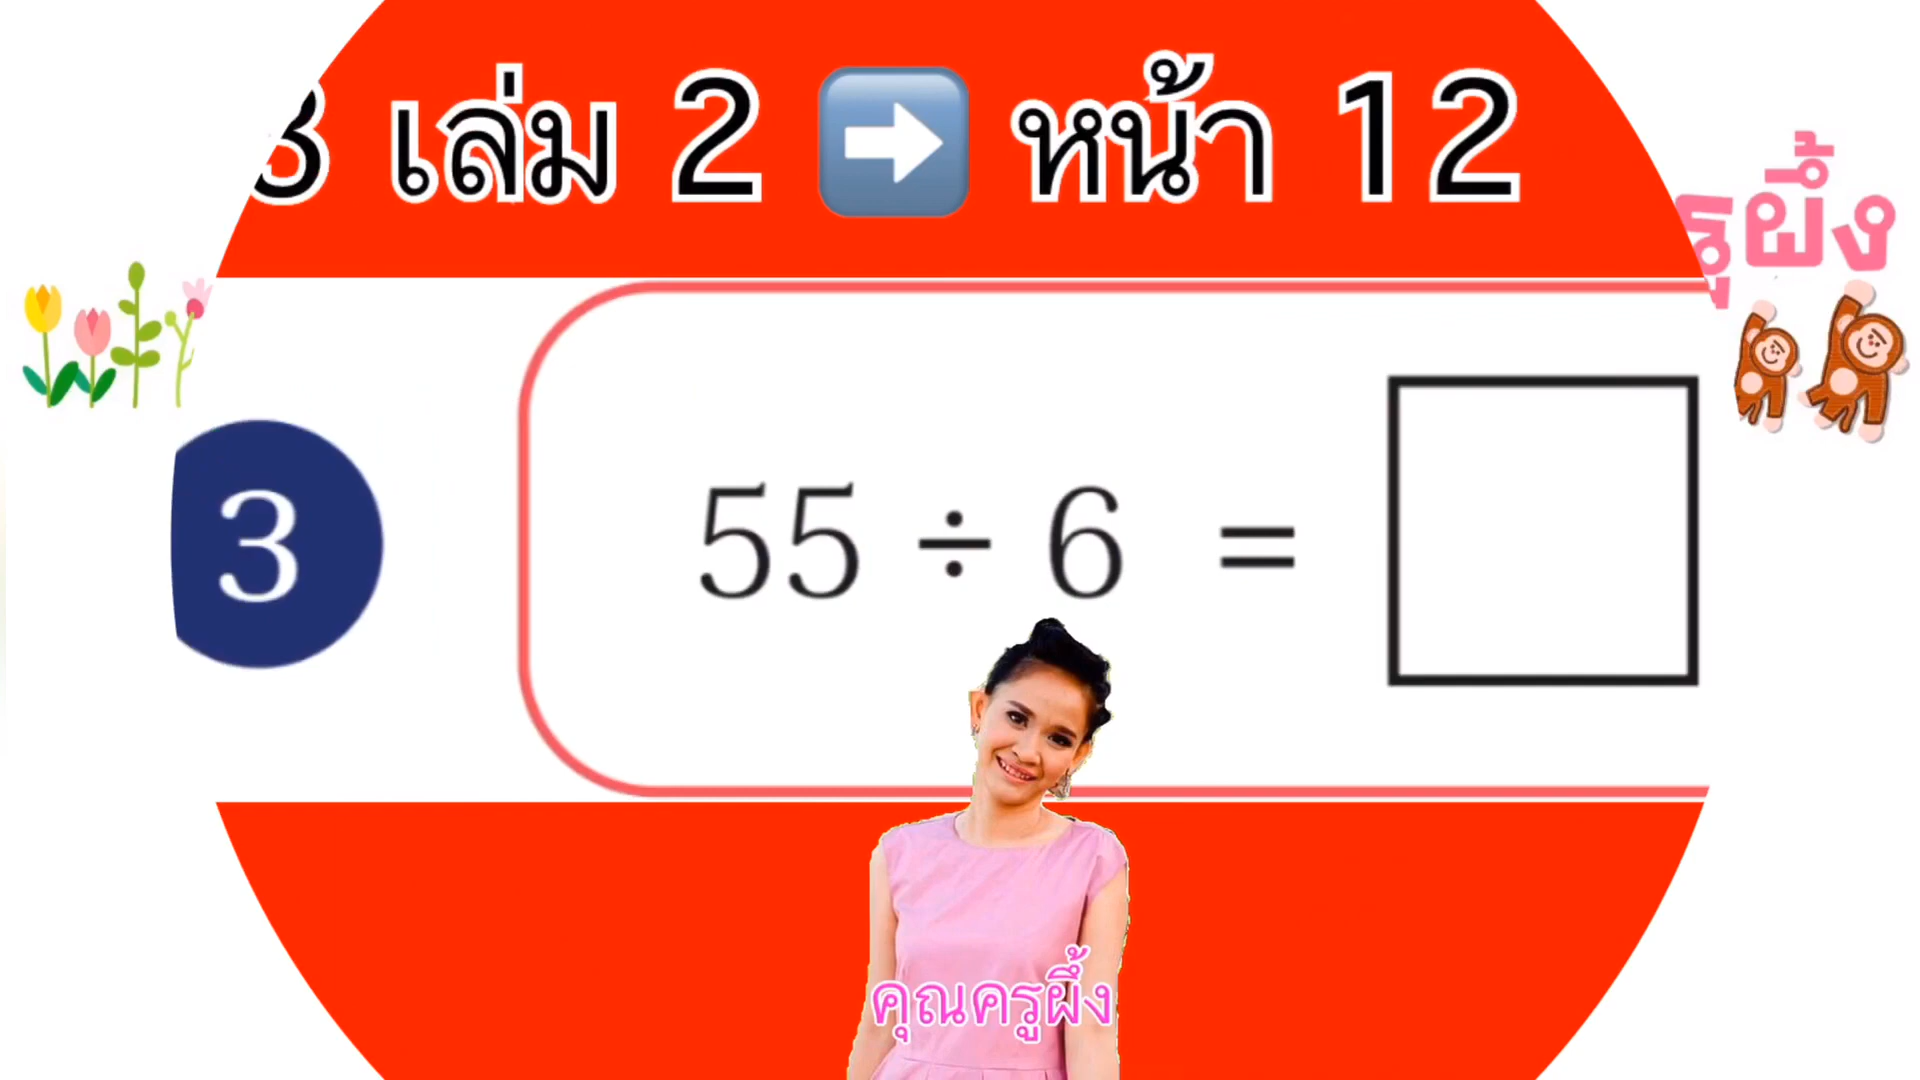 3 เล่ม 2 ➡ หน้า 12
รูผึ้ง
3
55 ÷ 6 =
คุณครูผึ้ง